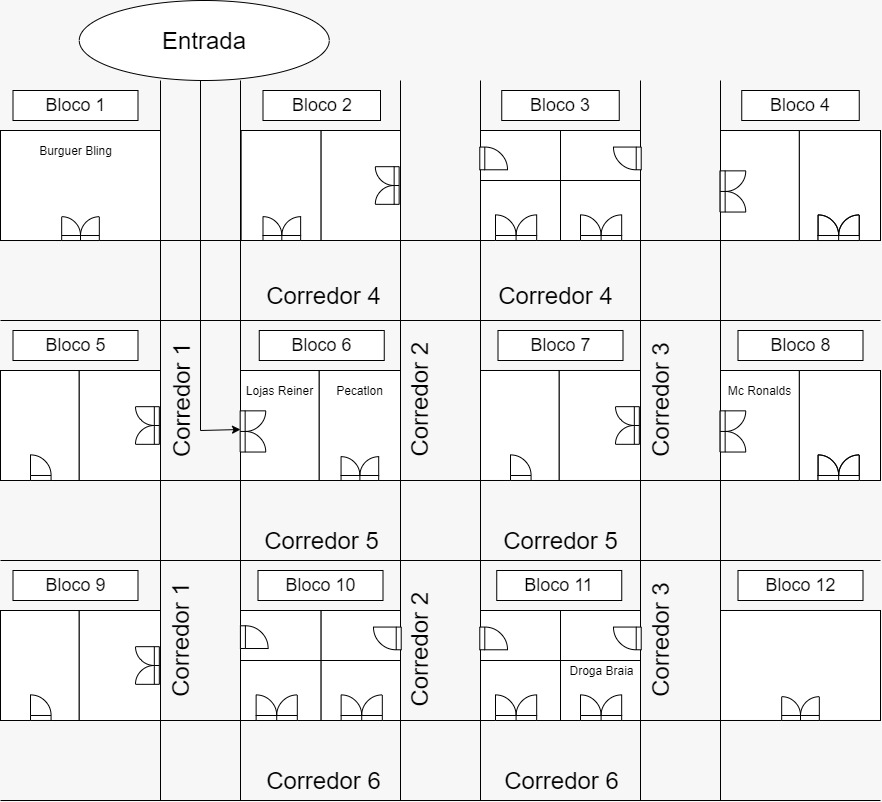 Entrada
Bloco 1
Bloco 2
Bloco 3
Bloco 4
Burguer Bling
Corredor 4
Corredor 4
Bloco 5
Bloco 6
Bloco 7
Bloco 8
Corredor 1
Corredor 2
Corredor 3
Lojas Reiner
Pecatlon
Mc Ronalds
Corredor 5
Corredor 5
Bloco 9
Bloco 10
Bloco 11
Bloco 12
Corredor 1
Corredor 2
Corredor 3
Droga Braia
Corredor 6
Corredor 6